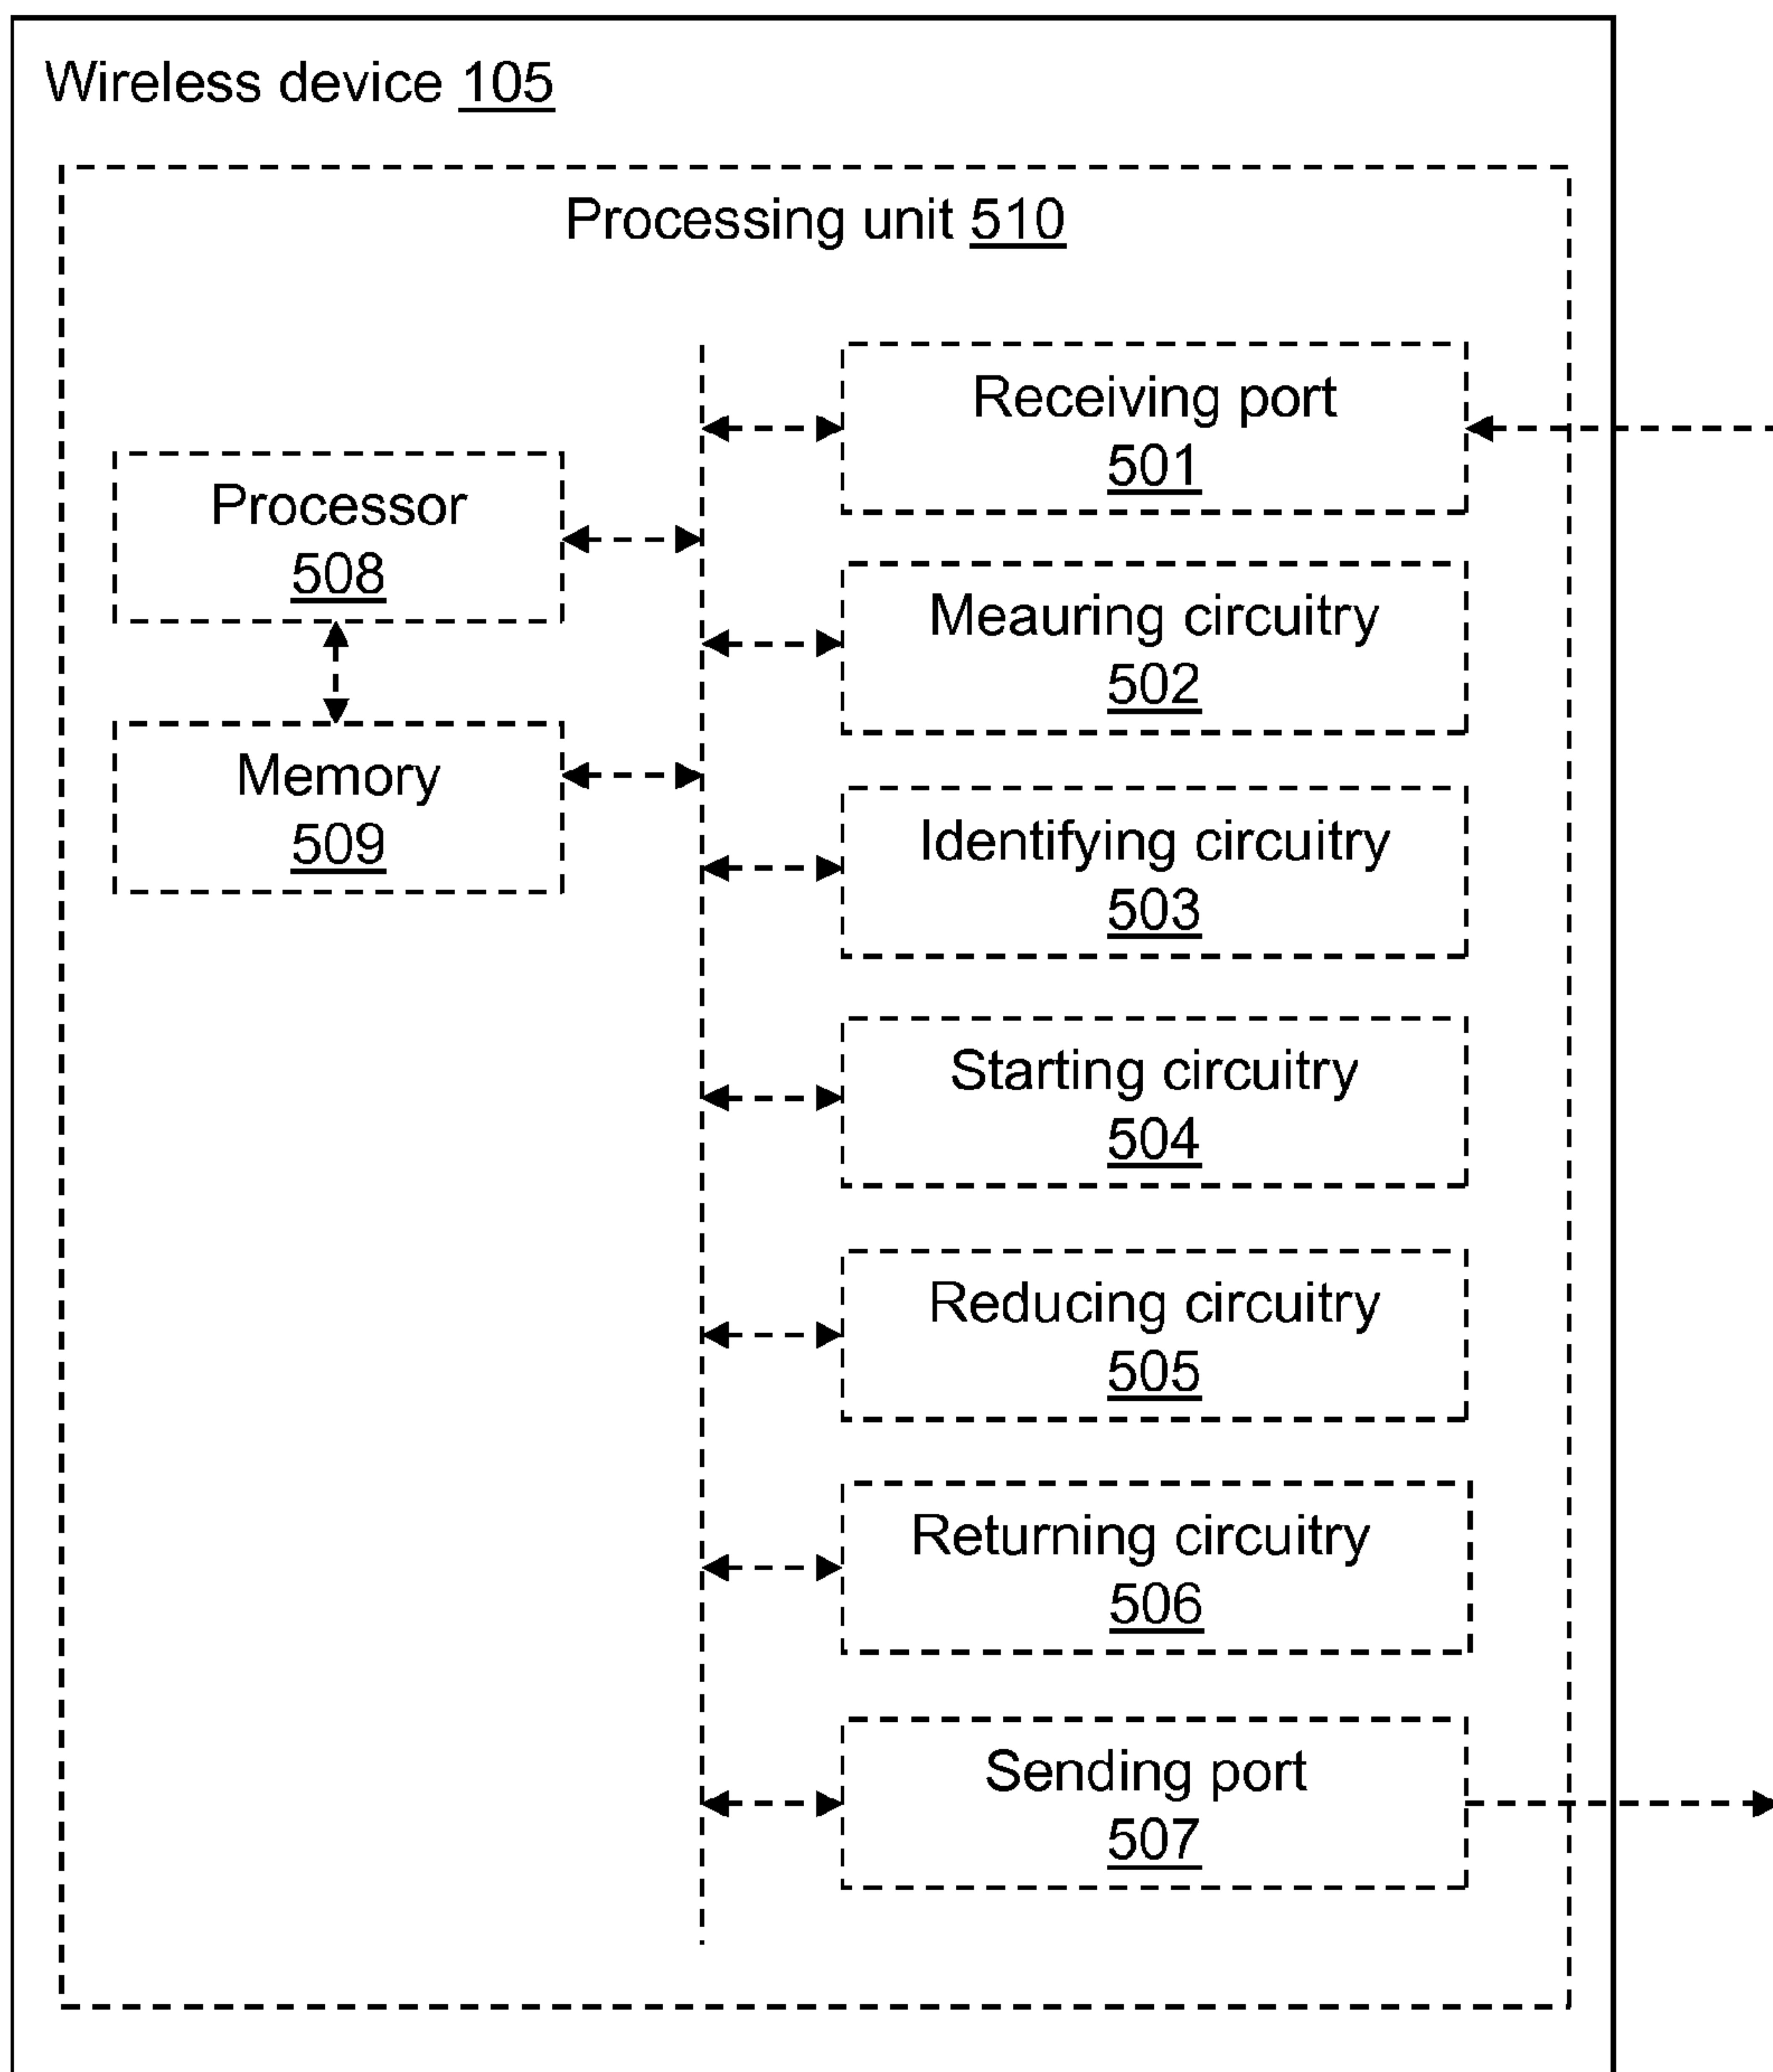 Wireless device 105
Processing unit 510
Receiving port
501
Processor
508
Meauring circuitry
502
Memory
509
Identifying circuitry
503
Starting circuitry
504
Reducing circuitry
505
Returning circuitry
506
Sending port
507